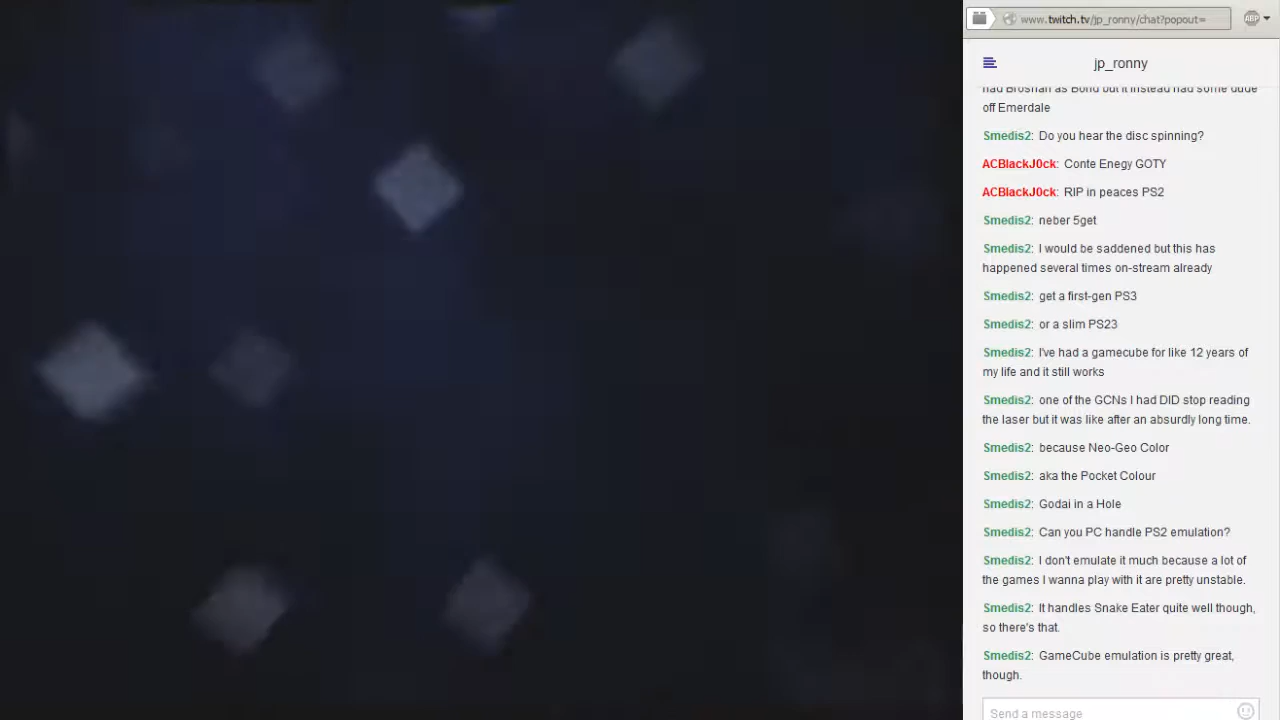 www.twitch.tv/jp_ronny/chat?popout=
ABP
jp_ronny
had Brosnan as Bond but it instead had some dude
off Emerdale
Smedis2: Do you hear the disc spinning?
ACBlackJ0ck: Conte Enegy GOTY
ACBlackJ0ck: RIP in peaces PS2
Smedis2: neber 5get
Smedis2: I would be saddened but this has
happened several times on-stream already
Smedis2: get a first-gen PS3
Smedis2: or a slim PS23
Smedis2: I've had a gamecube for like 12 years of
my life and it still works
Smedis2: one of the GCNs I had DID stop reading
the laser but it was like after an absurdly long time.
Smedis2: because Neo-Geo Color
Smedis2: aka the Pocket Colour
Smedis2: Godai in a Hole
Smedis2: Can you PC handle PS2 emulation?
Smedis2: I don't emulate it much because a lot of
the games I wanna play with it are pretty unstable.
Smedis2: It handles Snake Eater quite well though,
so there's that.
Smedis2: GameCube emulation is pretty great,
though.
Send a message